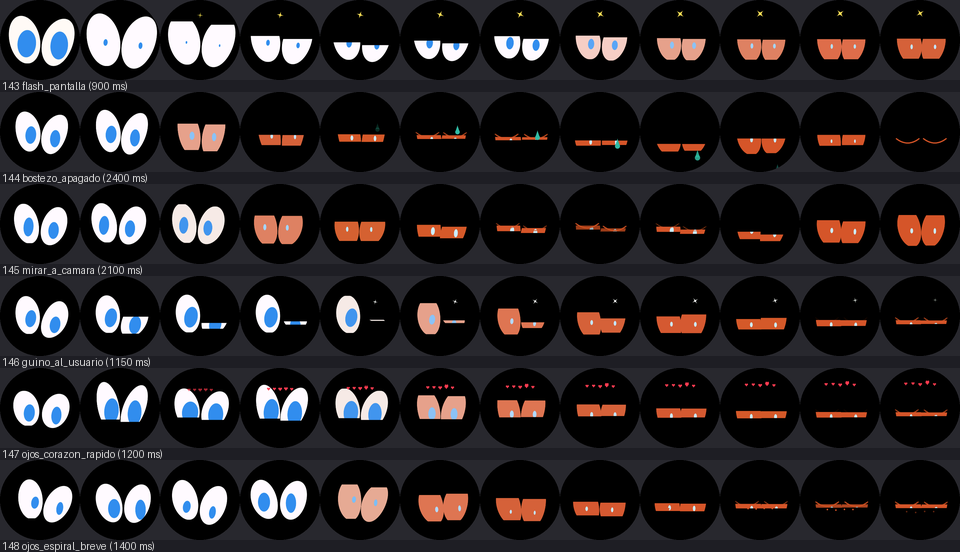 143 flash_pantalla (900 ms)
144 bostezo_apagado (2400 ms)
145 mirar_a_camara (2100 ms)
146 guino_al_usuario (1150 ms)
147 ojos_corazon_rapido (1200 ms)
148 ojos_espiral_breve (1400 ms)